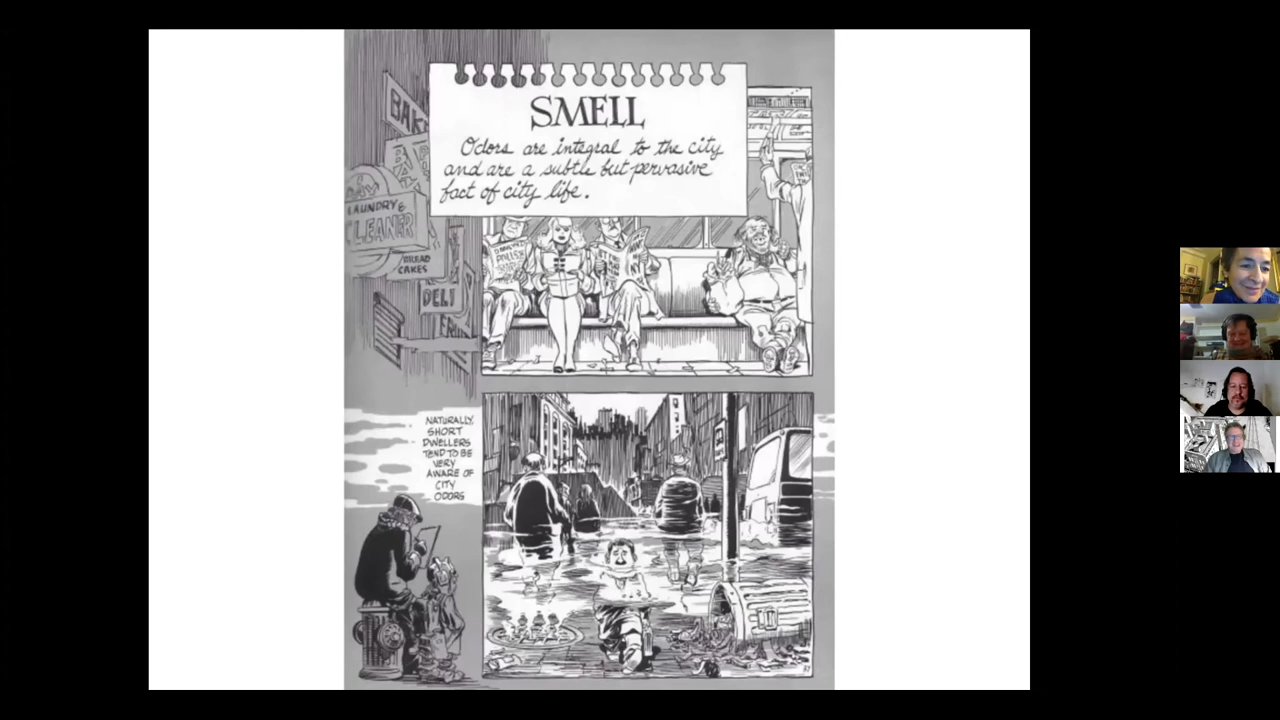 SMELL
Odors are integral to the city
and are a subtle but pervasive
fact of city life.
LAUNDRY &
CLEANER
BREAD
CAKES
DELI
NATURALLY,
SHORT
DWELLERS
TEND TO BE
VERY
AWARE OF
CITY
ODORS